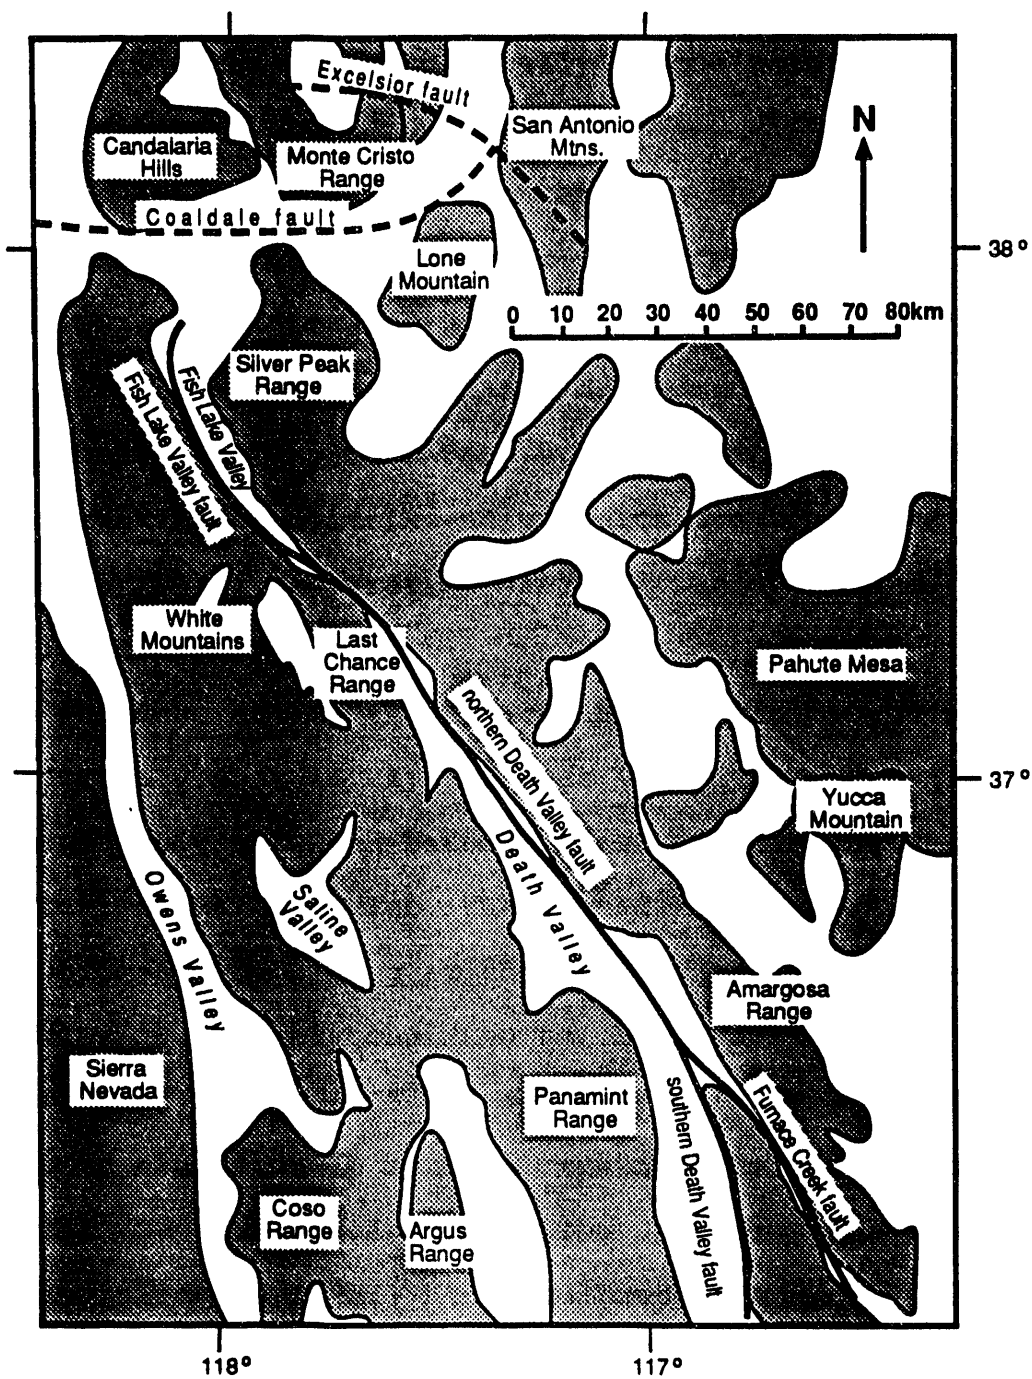 Excelsior fault
San Antonio
Mtns.
N
Candalaria
Hills
Monte Cristo
Range
Coaldale fault
38°
Lone
Mountain
0 10 20 30 40 50 60 70 80km
Silver Peak
Range
Fish Lake Valley
Fish Lake Valley fault
White
Mountains
Last
Chance
Range
Pahute Mesa
northern Death Valley fault
37°
Yucca
Mountain
Death Valley
Saline
Valley
Owens Valley
Amargosa
Range
Sierra
Nevada
Panamint
Range
southern Death Valley fault
Furnace Creek fault
Coso
Range
Argus
Range
118°
117°